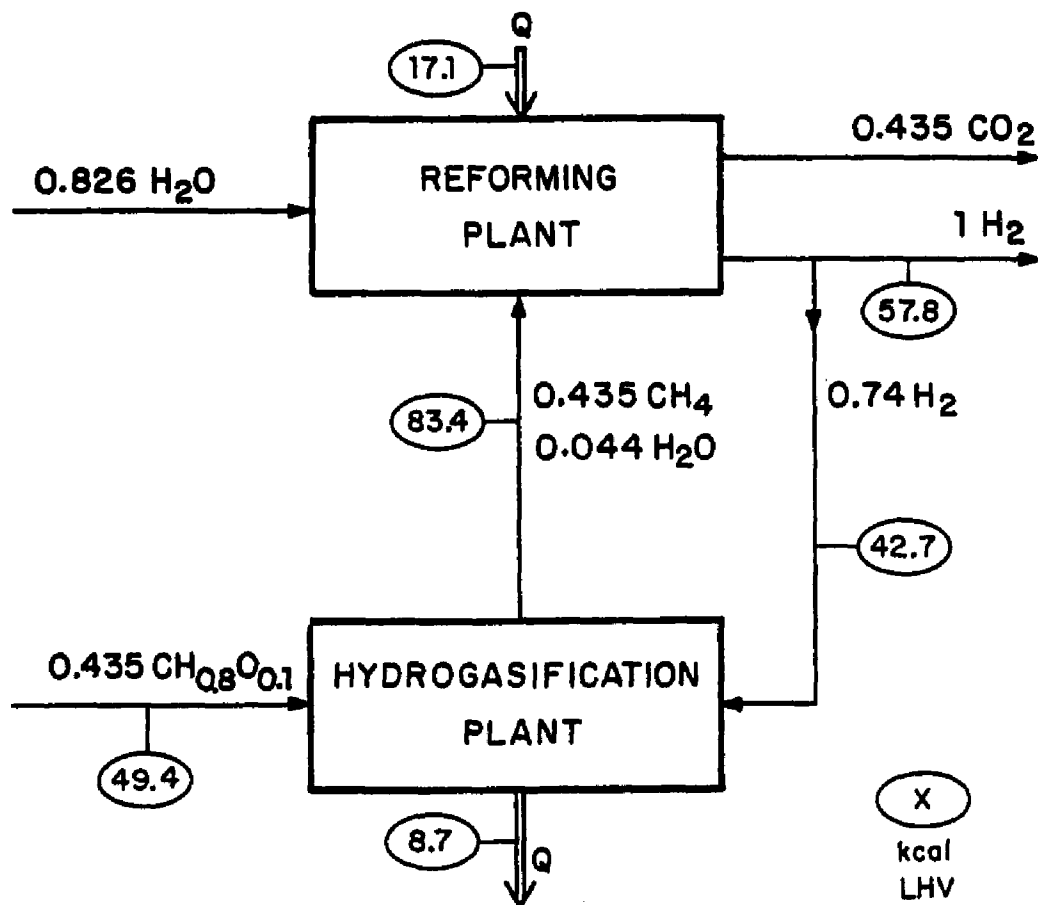 Q
17.1
0.826 H₂O
REFORMING
PLANT
0.435 CO₂
1 H₂
57.8
83.4
0.435 CH₄
0.044 H₂O
0.74 H₂
42.7
0.435 CH₀.₈O₀.₁
49.4
HYDROGASIFICATION
PLANT
8.7
Q
X
kcal
LHV